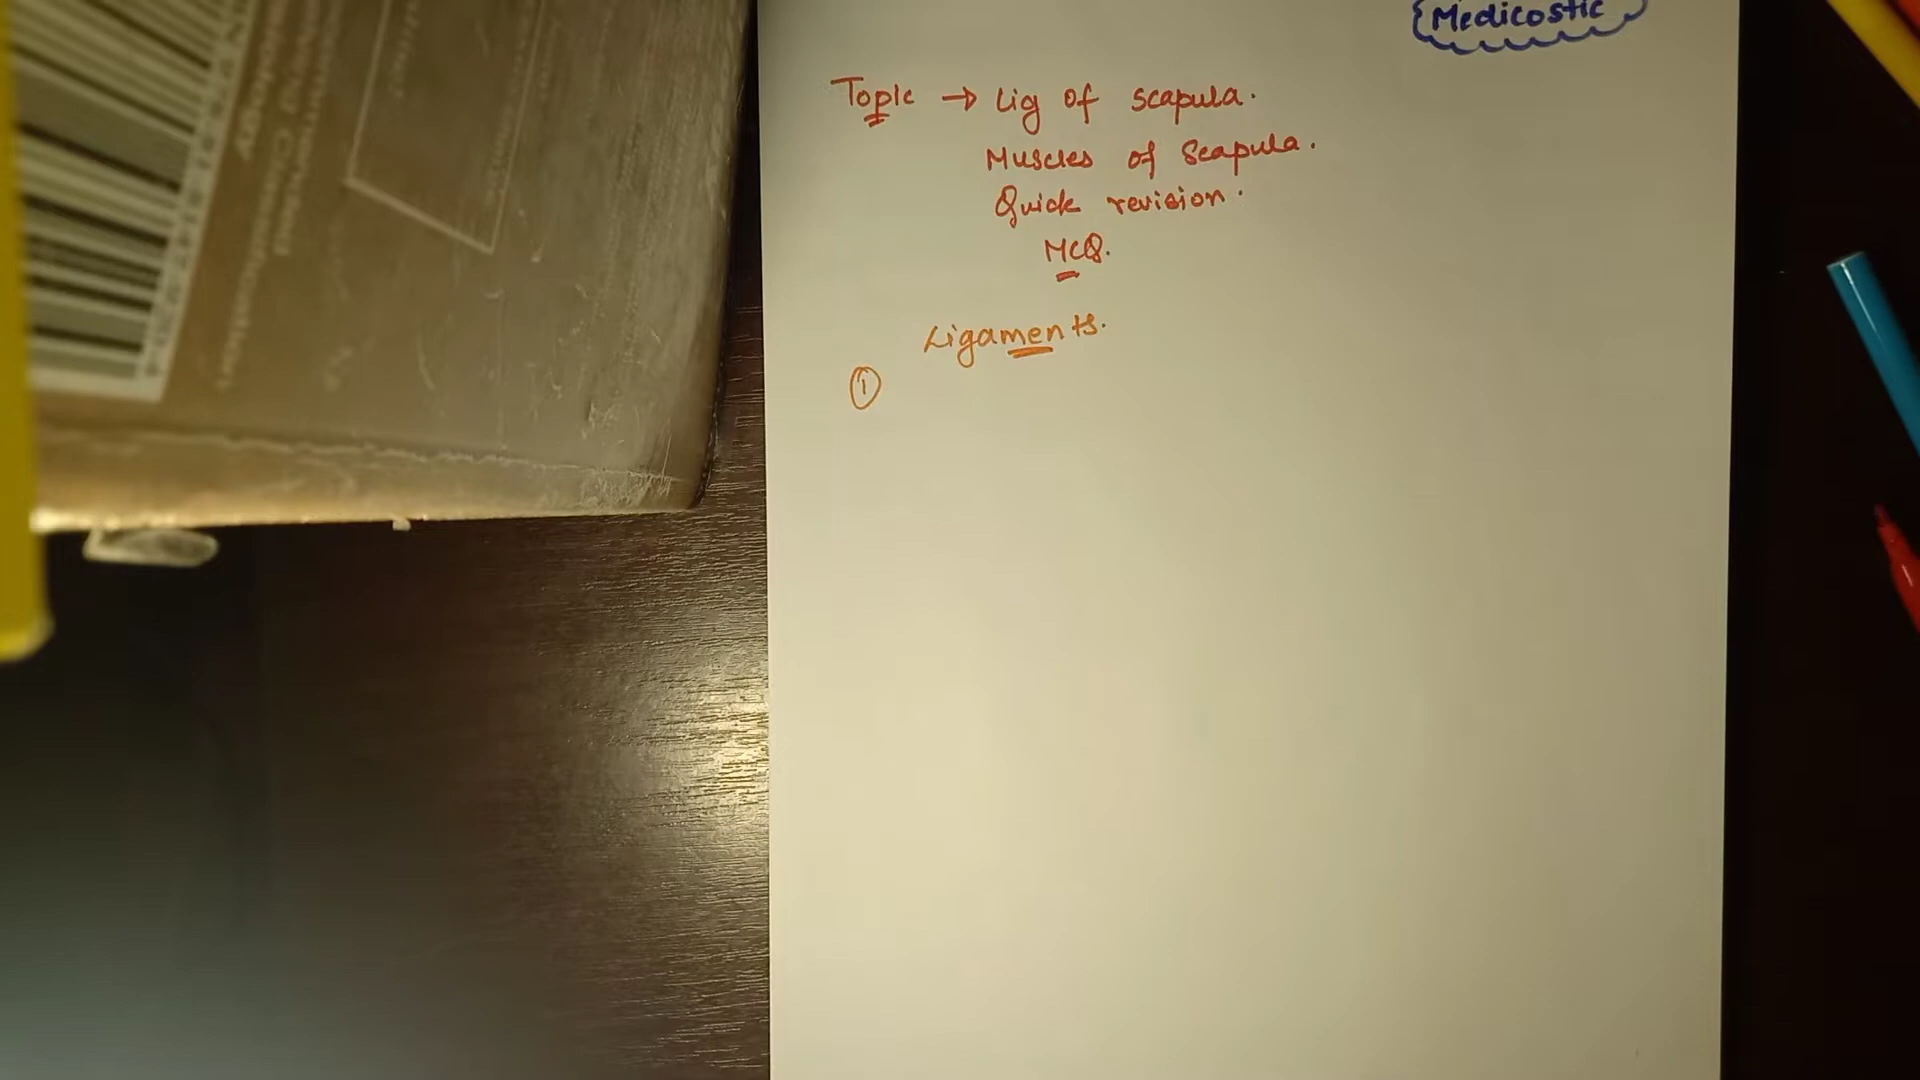 Medicostic
Topic → Lig of scapula.
Muscles of Scapula.
Quick revision.
MCQ.
Ligaments.
1